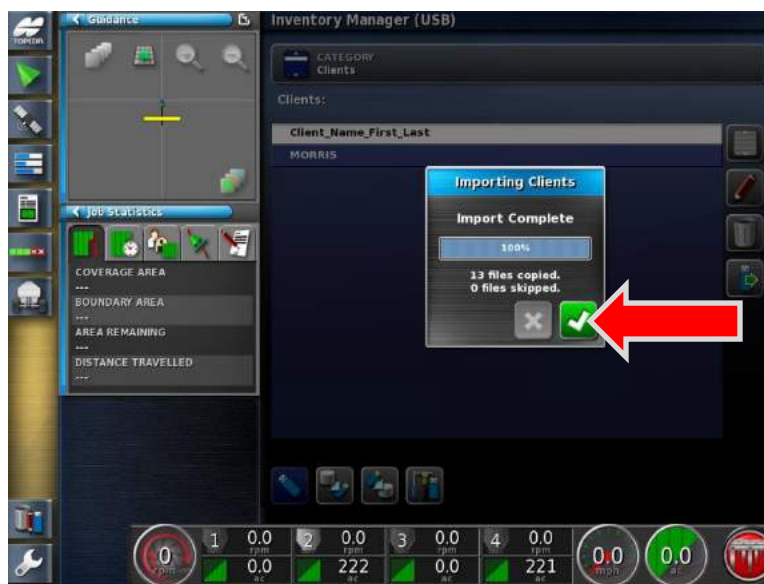 TOPCON
Guidance
Inventory Manager (USB)
CATEGORY
Clients
Clients:
Client_Name_First_Last
MORRIS
Importing Clients
Import Complete
100%
13 files copied.
0 files skipped.
Job Statistics
COVERAGE AREA
---
BOUNDARY AREA
---
AREA REMAINING
---
DISTANCE TRAVELLED
---
0
rpm
1
0.0
rpm
0.0
ac
2
0.0
rpm
222
ac
3
0.0
rpm
0.0
ac
4
0.0
rpm
221
ac
0.0
mph
0.0
ac